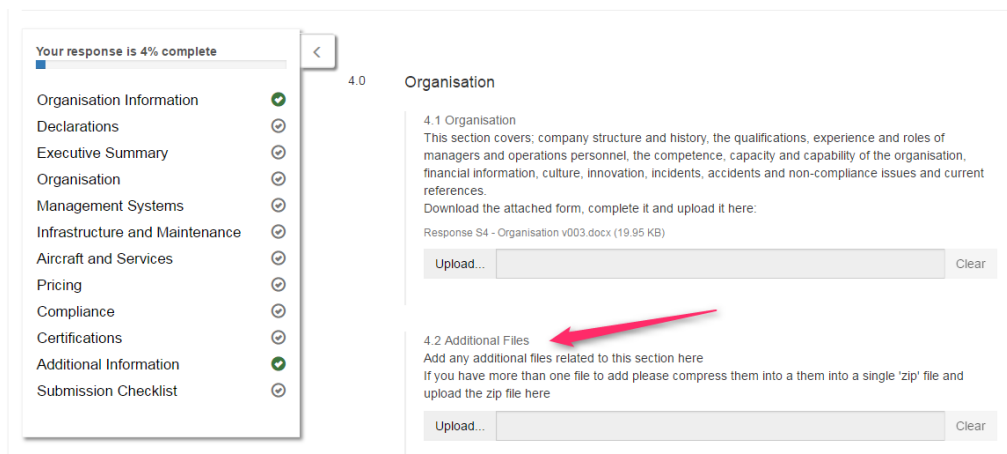 Your response is 4% complete
Organisation Information
Declarations
Executive Summary
Organisation
Management Systems
Infrastructure and Maintenance
Aircraft and Services
Pricing
Compliance
Certifications
Additional Information
Submission Checklist
4.0 Organisation
4.1 Organisation
This section covers; company structure and history, the qualifications, experience and roles of
managers and operations personnel, the competence, capacity and capability of the organisation,
financial information, culture, innovation, incidents, accidents and non-compliance issues and current
references.
Download the attached form, complete it and upload it here:
Response S4 - Organisation v003.docx (19.95 KB)
Upload... Clear
4.2 Additional Files
Add any additional files related to this section here
If you have more than one file to add please compress them into a them into a single 'zip' file and
upload the zip file here
Upload... Clear